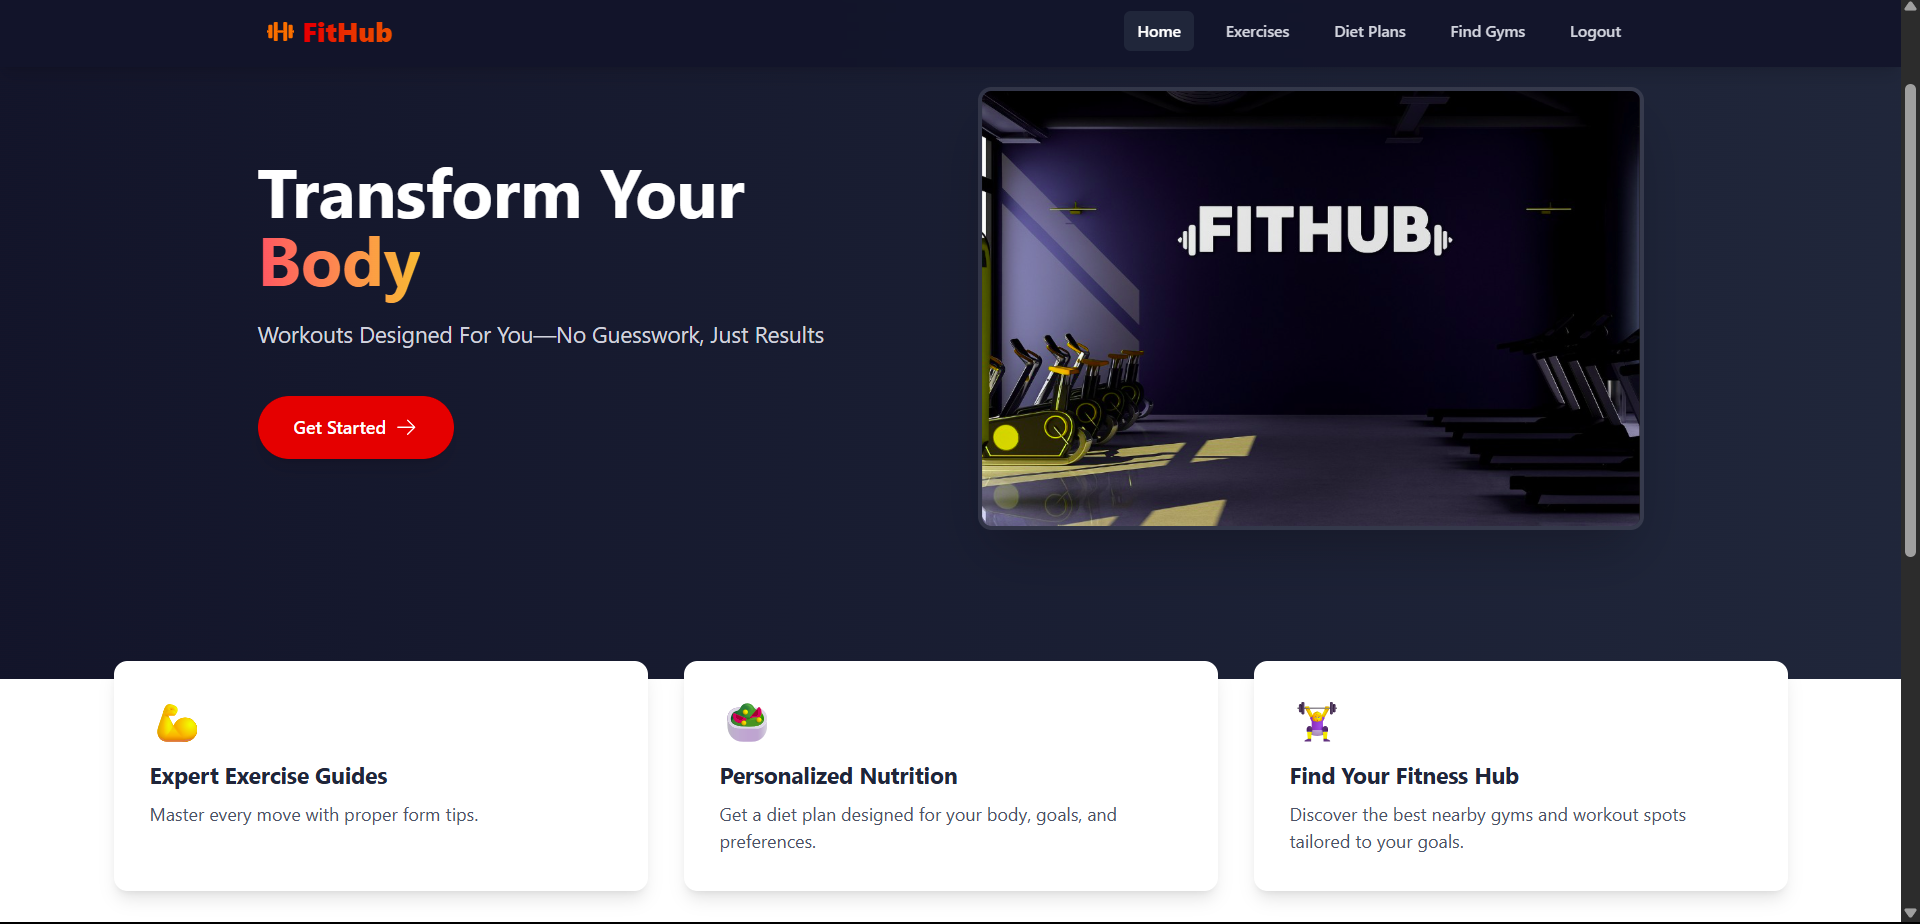 FitHub
Home
Exercises
Diet Plans
Find Gyms
Logout
Transform Your
Body
Workouts Designed For You—No Guesswork, Just Results
Get Started
FITHUB
Expert Exercise Guides
Master every move with proper form tips.
Personalized Nutrition
Get a diet plan designed for your body, goals, and
preferences.
Find Your Fitness Hub
Discover the best nearby gyms and workout spots
tailored to your goals.